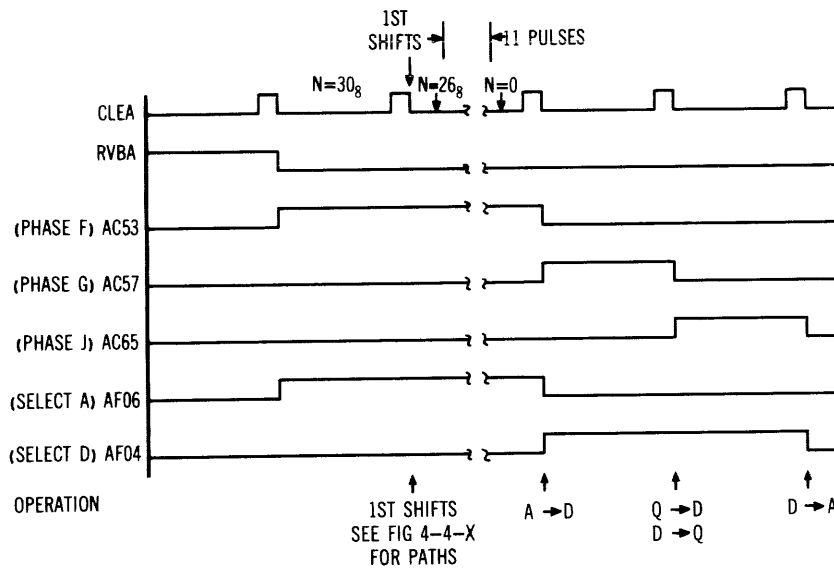 1ST
SHIFTS
11 PULSES
N=30₈
N=26₈
N=0
CLEA
RVBA
(PHASE F) AC53
(PHASE G) AC57
(PHASE J) AC65
(SELECT A) AF06
(SELECT D) AF04
OPERATION
1ST SHIFTS
SEE FIG 4-4-X
FOR PATHS
A → D
Q → D
D → Q
D → A